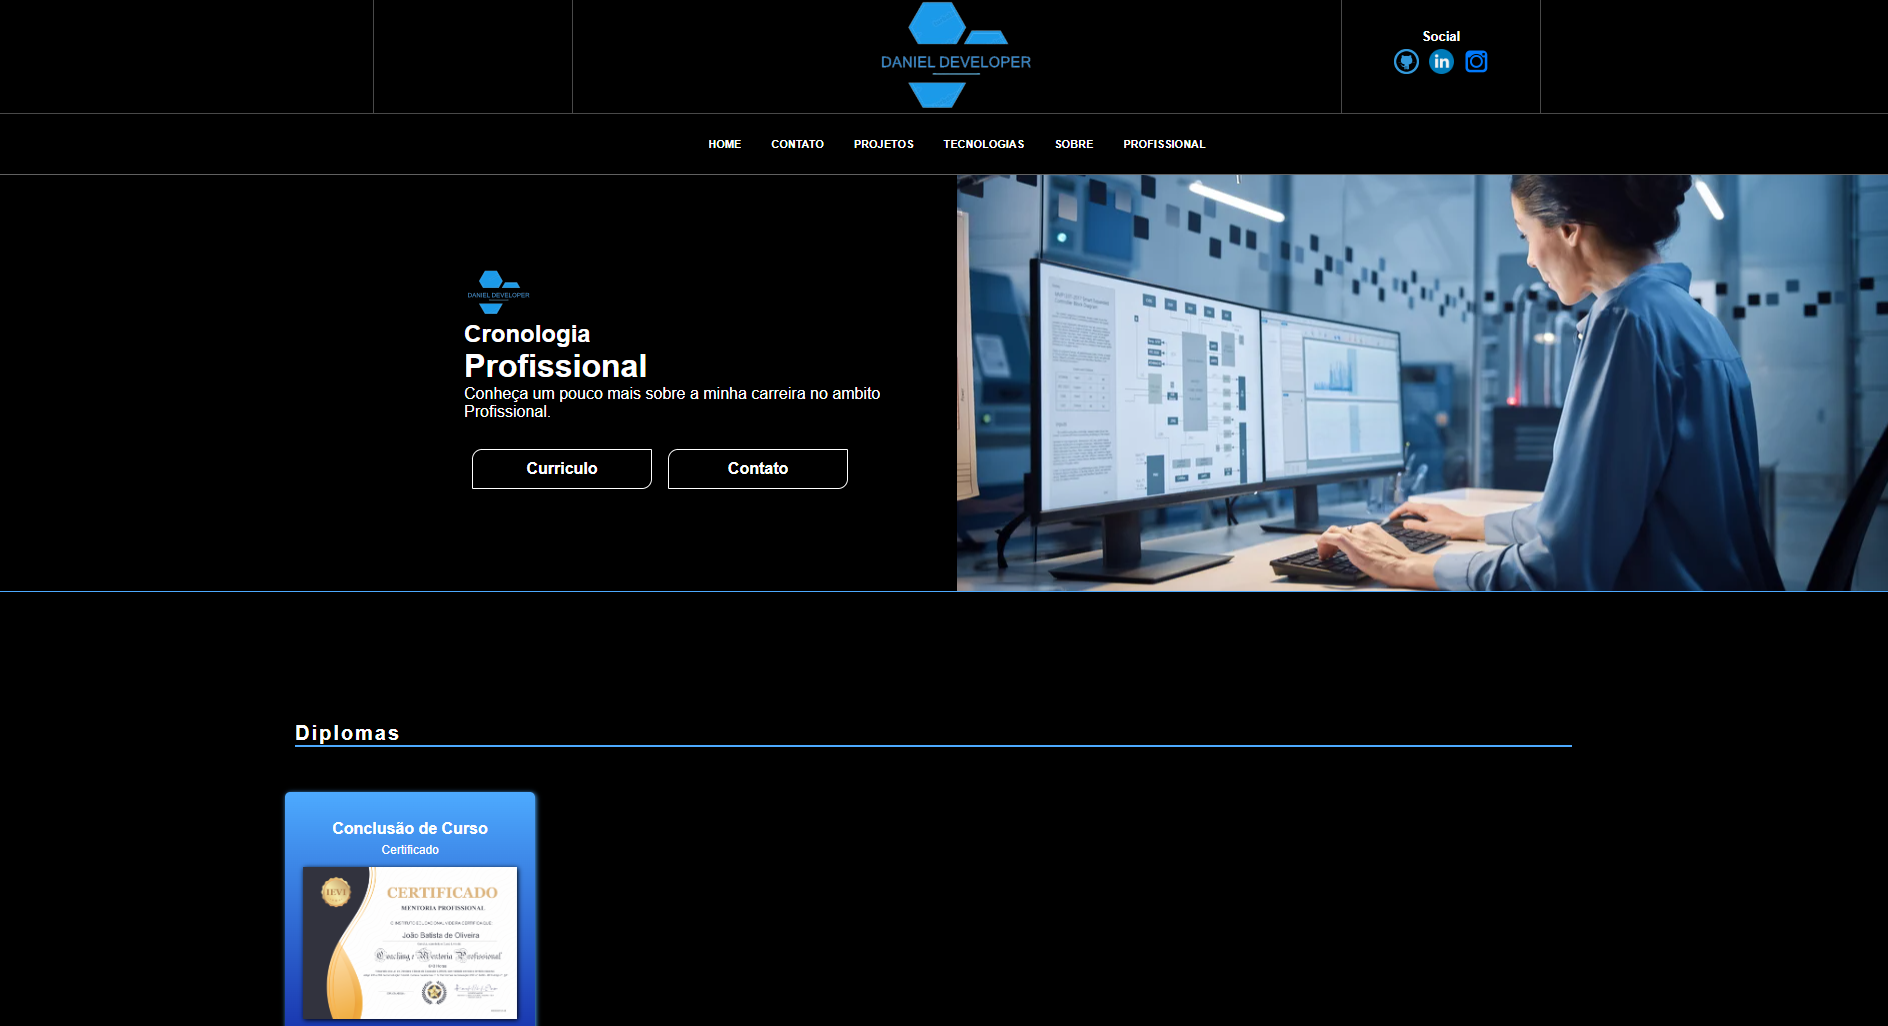 DANIEL DEVELOPER
Social
in
HOME CONTATO PROJETOS TECNOLOGIAS SOBRE PROFISSIONAL
DANIEL DEVELOPER
Cronologia
Profissional
Conheça um pouco mais sobre a minha carreira no ambito
Profissional.
Curriculo Contato
Diplomas
Conclusão de Curso
Certificado
IEVI
CERTIFICADO
MENTORIA PROFISSIONAL
João Batista de Oliveira
Coaching e Mentoria Profissional